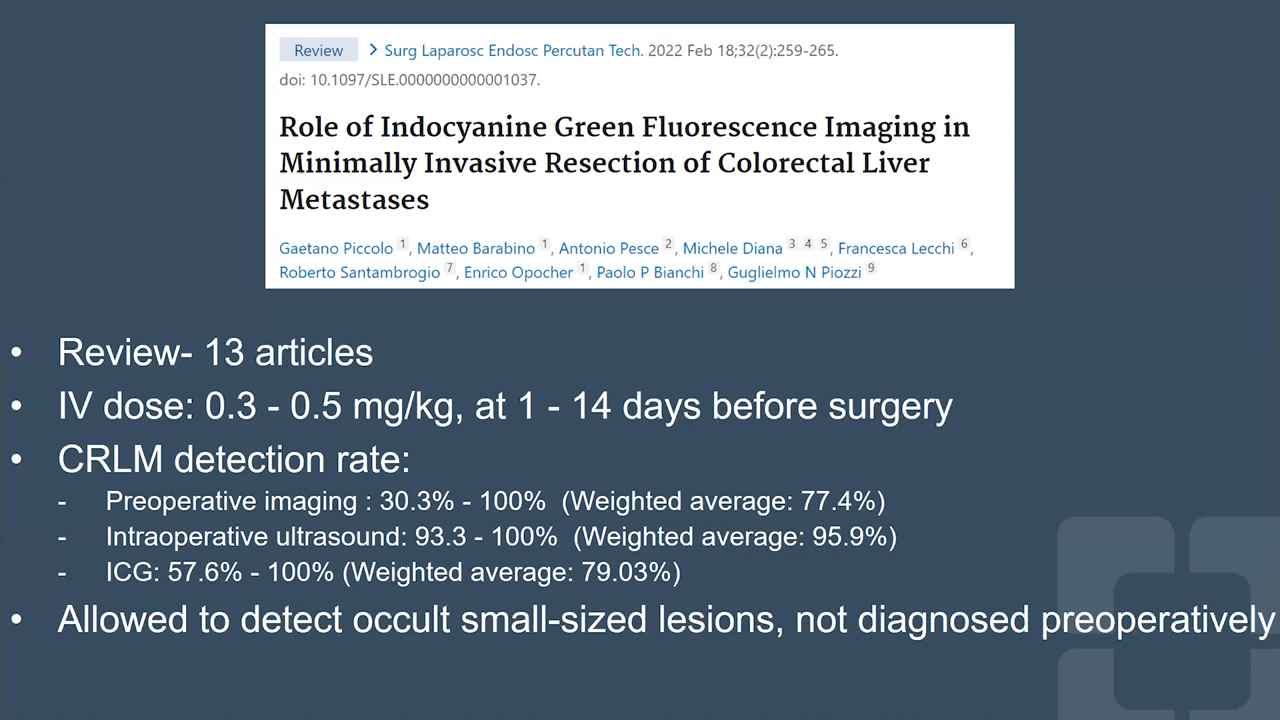 Review > Surg Laparosc Endosc Percutan Tech. 2022 Feb 18;32(2):259-265.
doi: 10.1097/SLE.0000000000001037.
Role of Indocyanine Green Fluorescence Imaging in
Minimally Invasive Resection of Colorectal Liver
Metastases
Gaetano Piccolo 1, Matteo Barabino 1, Antonio Pesce 2, Michele Diana 3 4 5, Francesca Lecchi 6,
Roberto Santambrogio 7, Enrico Opocher 1, Paolo P Bianchi 8, Guglielmo N Piozzi 9
• Review- 13 articles
• IV dose: 0.3 - 0.5 mg/kg, at 1 - 14 days before surgery
• CRLM detection rate:
- Preoperative imaging : 30.3% - 100% (Weighted average: 77.4%)
- Intraoperative ultrasound: 93.3 - 100% (Weighted average: 95.9%)
- ICG: 57.6% - 100% (Weighted average: 79.03%)
• Allowed to detect occult small-sized lesions, not diagnosed preoperatively